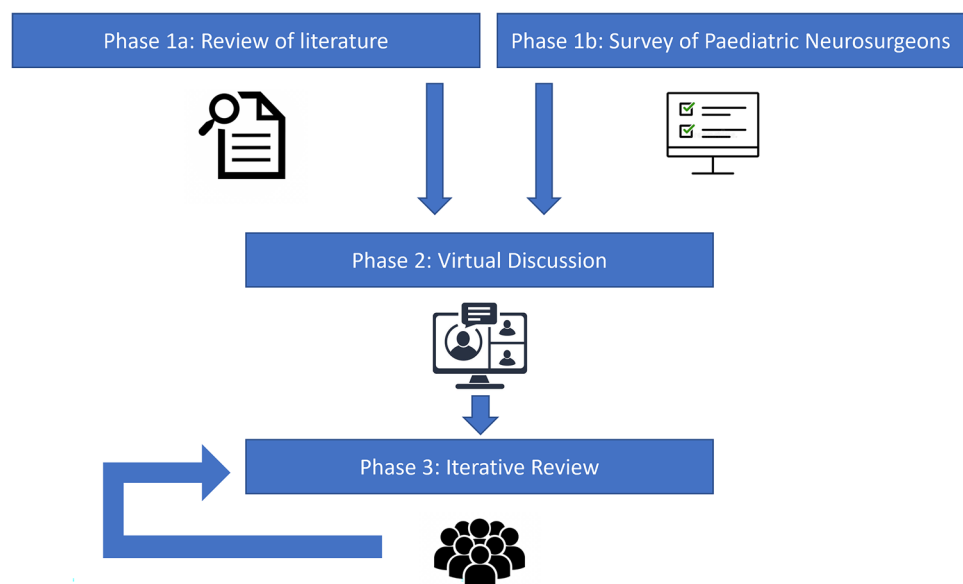 Phase 1a: Review of literature
Phase 1b: Survey of Paediatric Neurosurgeons
Phase 2: Virtual Discussion
Phase 3: Iterative Review